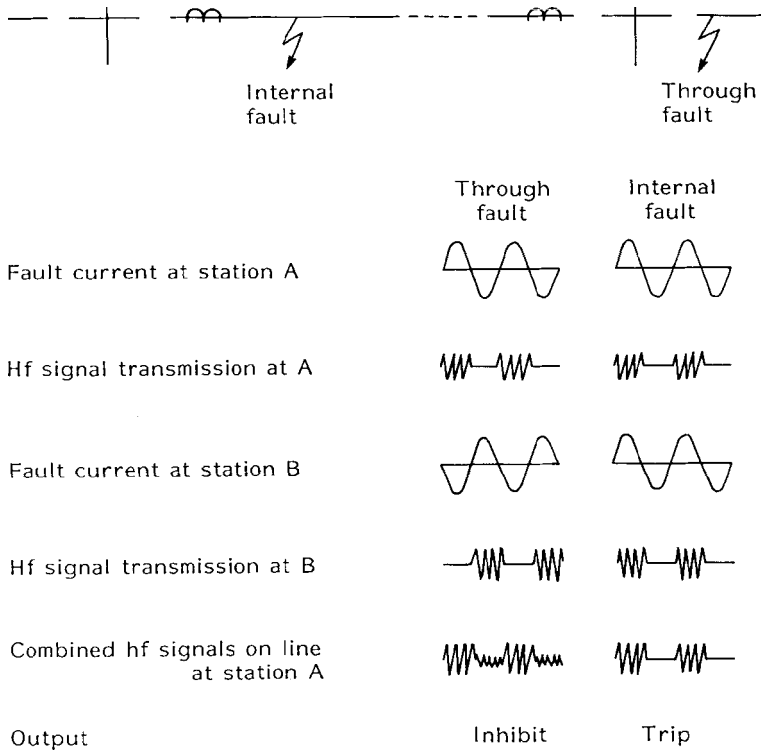 Internal
fault
Through
fault
Through
fault
Internal
fault
Fault current at station A
Hf signal transmission at A
Fault current at station B
Hf signal transmission at B
Combined hf signals on line
at station A
Output
Inhibit
Trip